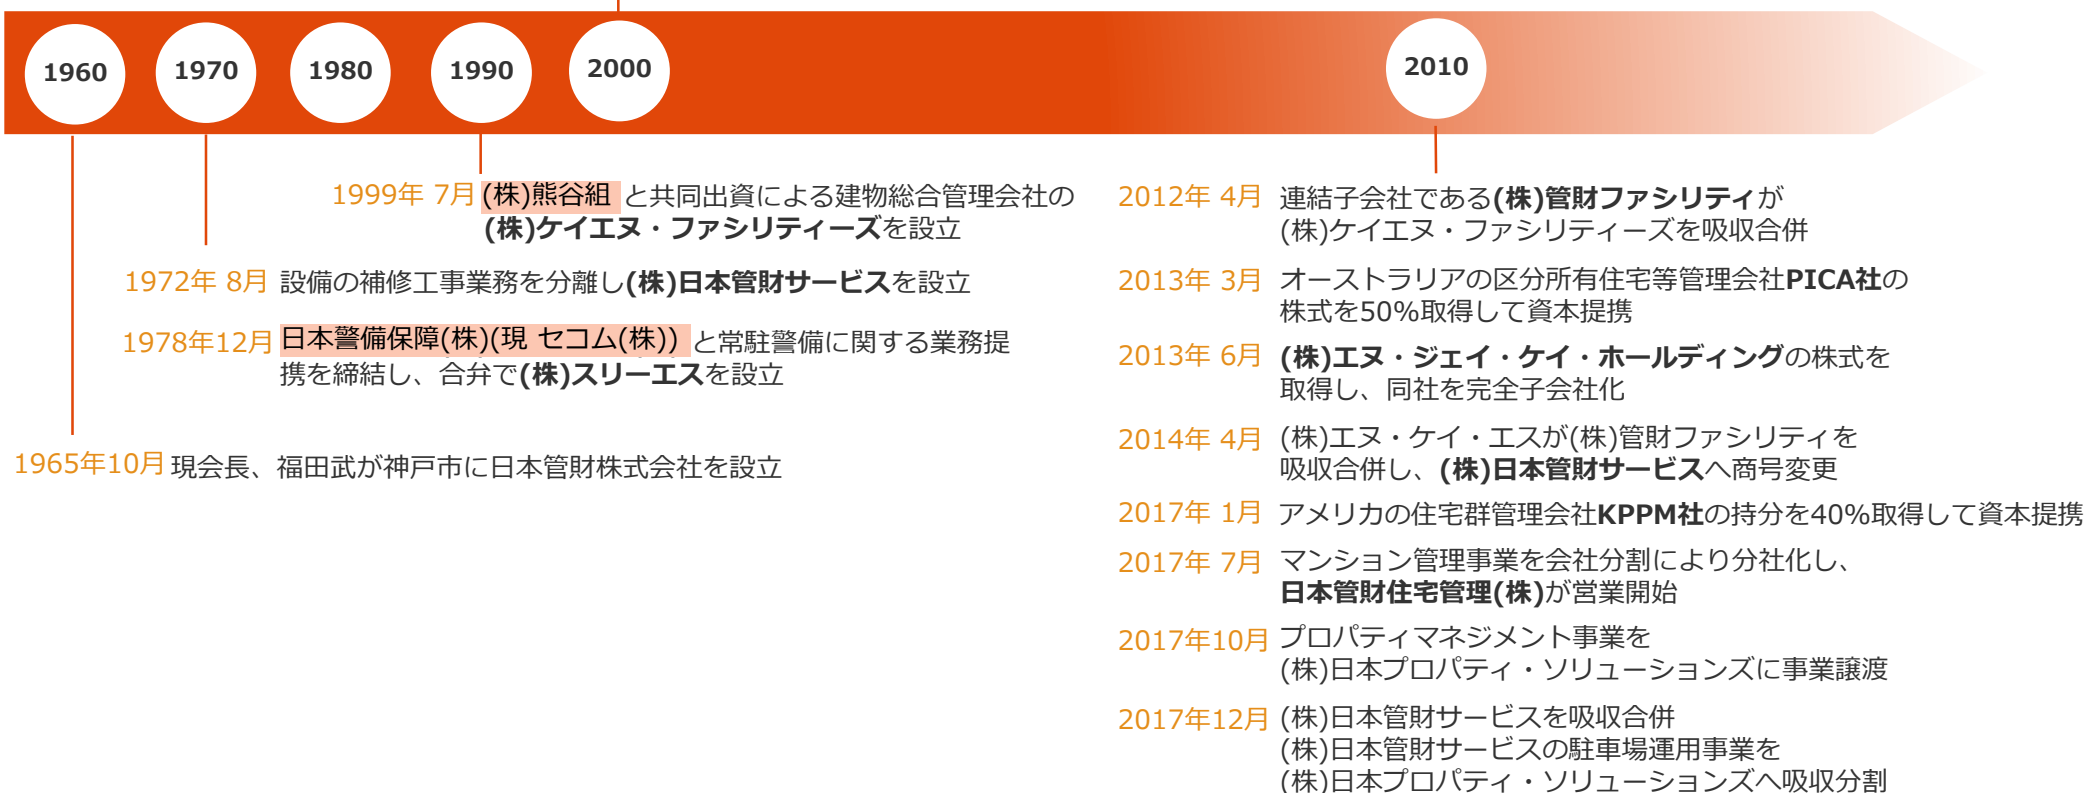 1960
1970
1980
1990
2000
2010
1999年 7月 (株)熊谷組 と共同出資による建物総合管理会社の
(株)ケイエヌ・ファシリティーズを設立
1972年 8月 設備の補修工事業務を分離し(株)日本管財サービスを設立
1978年12月 日本警備保障(株)(現 セコム(株)) と常駐警備に関する業務提
携を締結し、合弁で(株)スリーエスを設立
1965年10月 現会長、福田武が神戸市に日本管財株式会社を設立
2012年 4月 連結子会社である(株)管財ファシリティが
(株)ケイエヌ・ファシリティーズを吸収合併
2013年 3月 オーストラリアの区分所有住宅等管理会社PICA社の
株式を50%取得して資本提携
2013年 6月 (株)エヌ・ジェイ・ケイ・ホールディングの株式を
取得し、同社を完全子会社化
2014年 4月 (株)エヌ・ケイ・エスが(株)管財ファシリティを
吸収合併し、(株)日本管財サービスへ商号変更
2017年 1月 アメリカの住宅群管理会社KPPM社の持分を40%取得して資本提携
2017年 7月 マンション管理事業を会社分割により分社化し、
日本管財住宅管理(株)が営業開始
2017年10月 プロパティマネジメント事業を
(株)日本プロパティ・ソリューションズに事業譲渡
2017年12月 (株)日本管財サービスを吸収合併
(株)日本管財サービスの駐車場運用事業を
(株)日本プロパティ・ソリューションズへ吸収分割